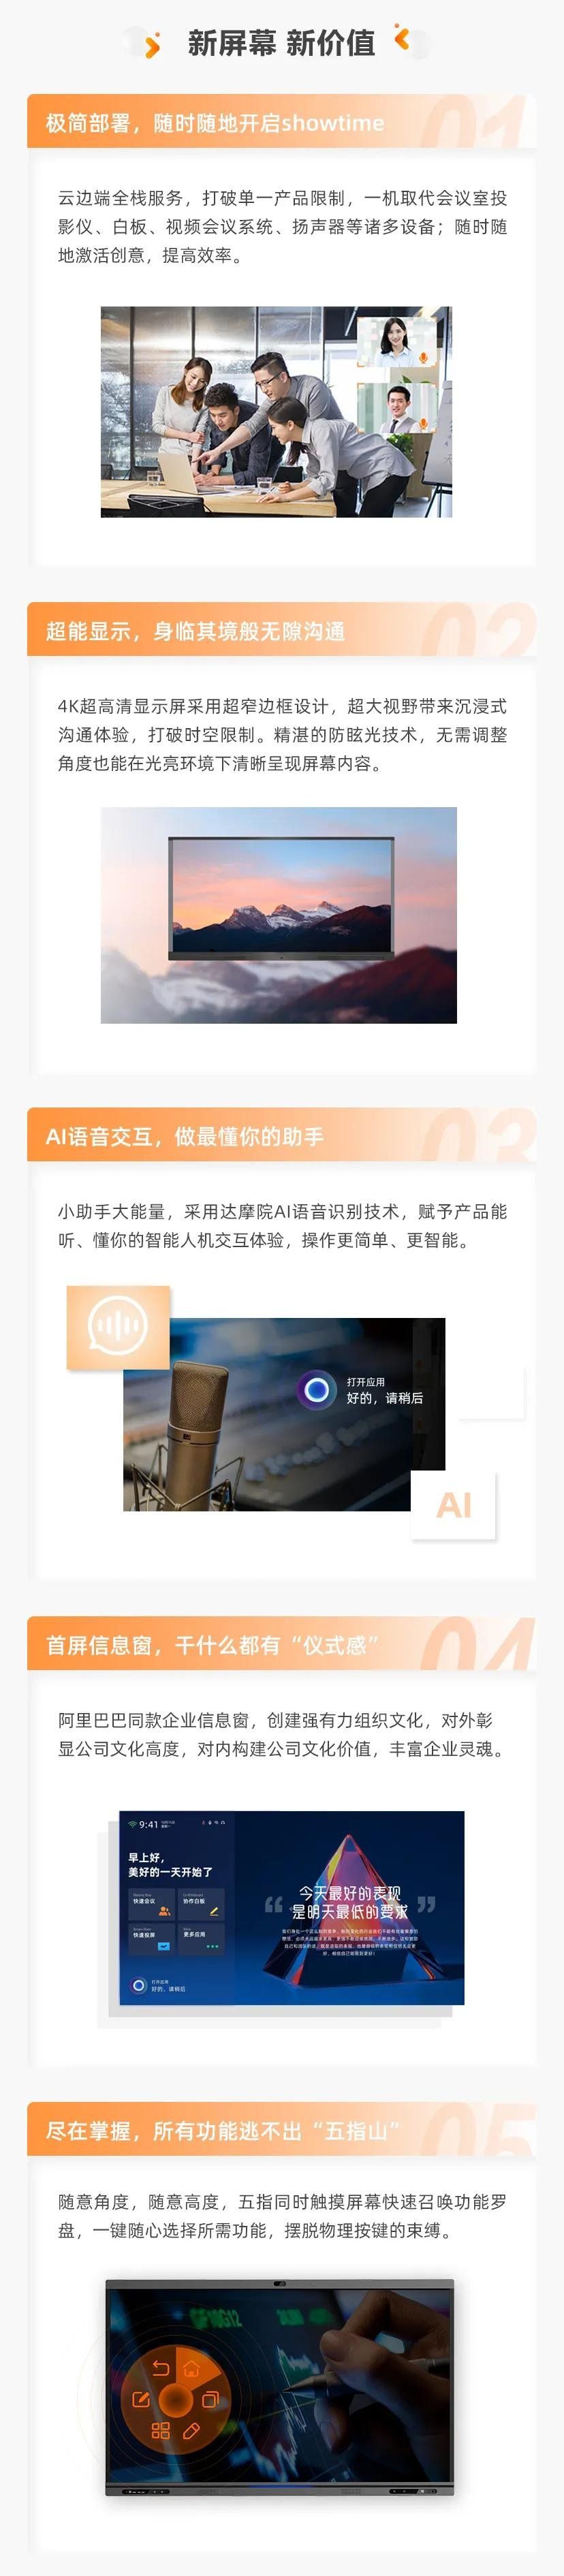 新屏幕 新价值
01
极简部署，随时随地开启showtime
云边端全栈服务，打破单一产品限制，一机取代会议室投
影仪、白板、视频会议系统、扬声器等诸多设备；随时随
地激活创意，提高效率。
02
超能显示，身临其境般无隙沟通
4K超高清显示屏采用超窄边框设计，超大视野带来沉浸式
沟通体验，打破时空限制。精湛的防眩光技术，无需调整
角度也能在光亮环境下清晰呈现屏幕内容。
03
AI语音交互，做最懂你的助手
小助手大能量，采用达摩院AI语音识别技术，赋予产品能
听、懂你的智能人机交互体验，操作更简单、更智能。
打开应用
好的，请稍后
AI
04
首屏信息窗，干什么都有“仪式感”
阿里巴巴同款企业信息窗，创建强有力组织文化，对外彰
显公司文化高度，对内构建公司文化价值，丰富企业灵魂。
9:41
早上好，
美好的一天开始了
快速会议
协作白板
快速投屏
更多应用
打开应用
好的，请稍后
“今天最好的表现
是明天最低的要求”
05
尽在掌握，所有功能逃不出“五指山”
随意角度，随意高度，五指同时触摸屏幕快速召唤功能罗
盘，一键随心选择所需功能，摆脱物理按键的束缚。